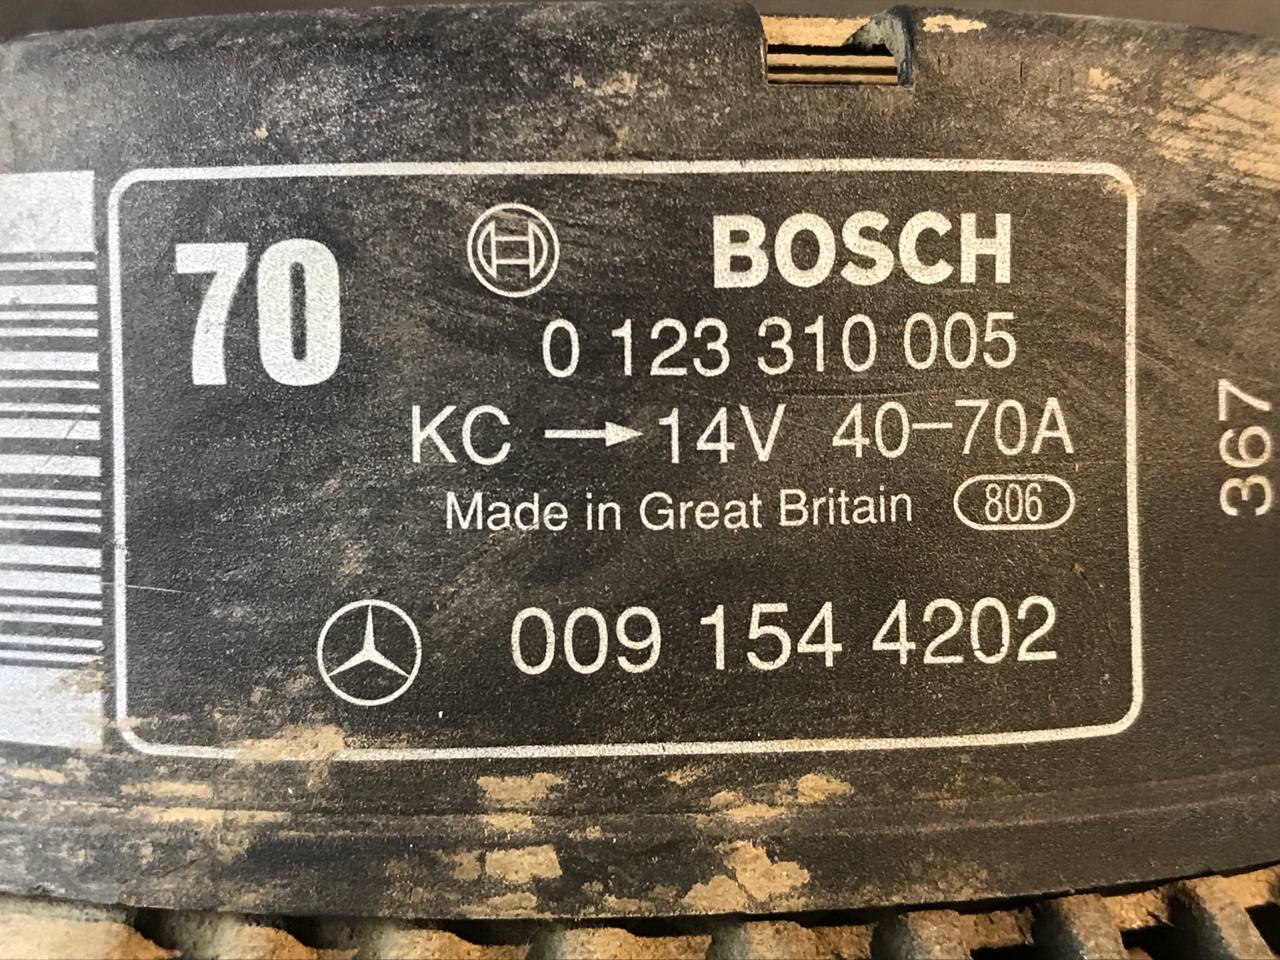 70
BOSCH
0 123 310 005
KC → 14V 40–70A
Made in Great Britain 806
009 154 4202
367